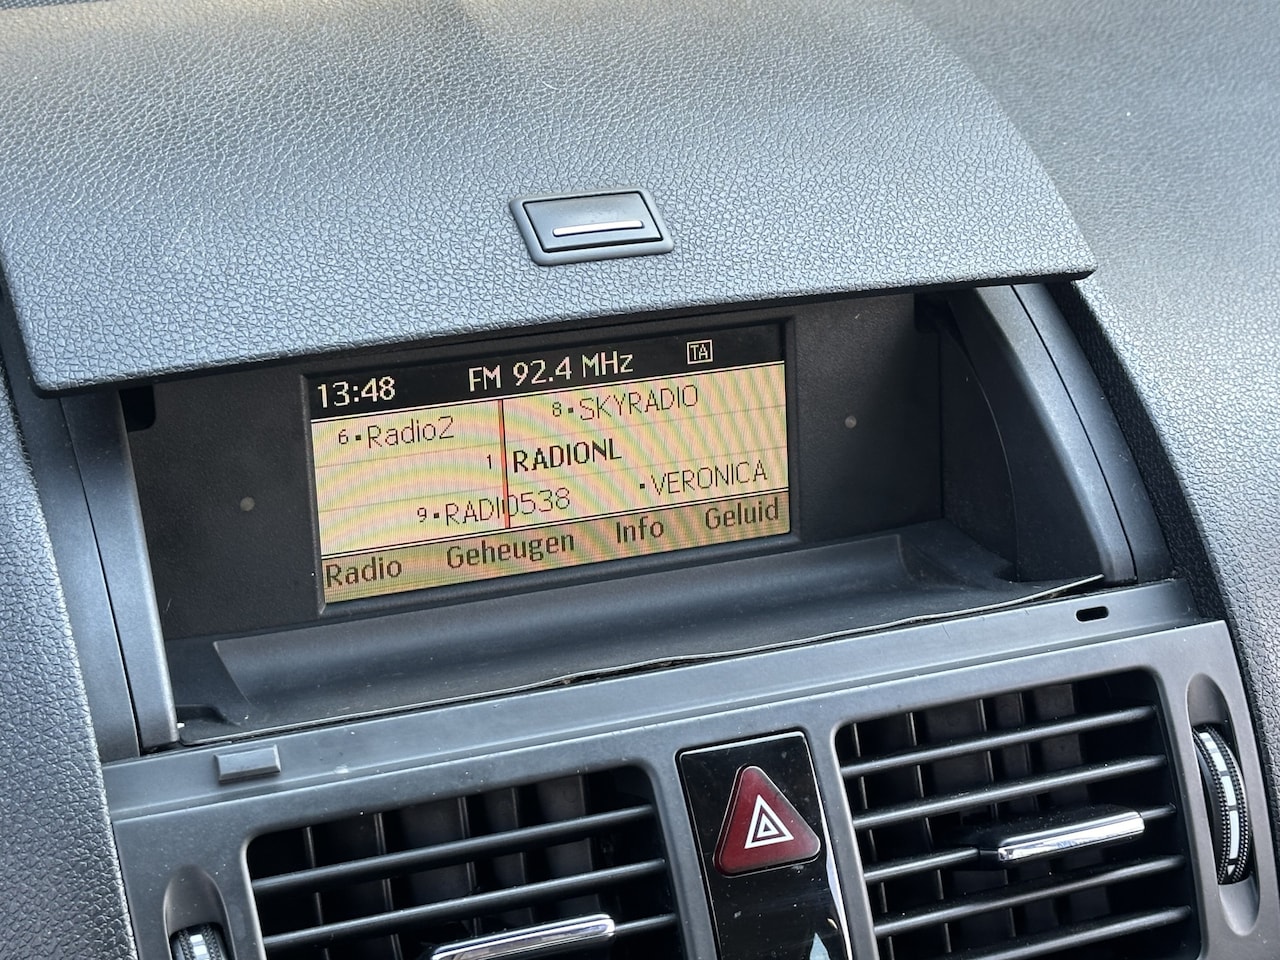 13:48 FM 92.4 MHz TA
6 RadioZ 8 SKYRADIO
1 RADIONL
9 RADIO538 VERONICA
Radio Geheugen Info Geluid